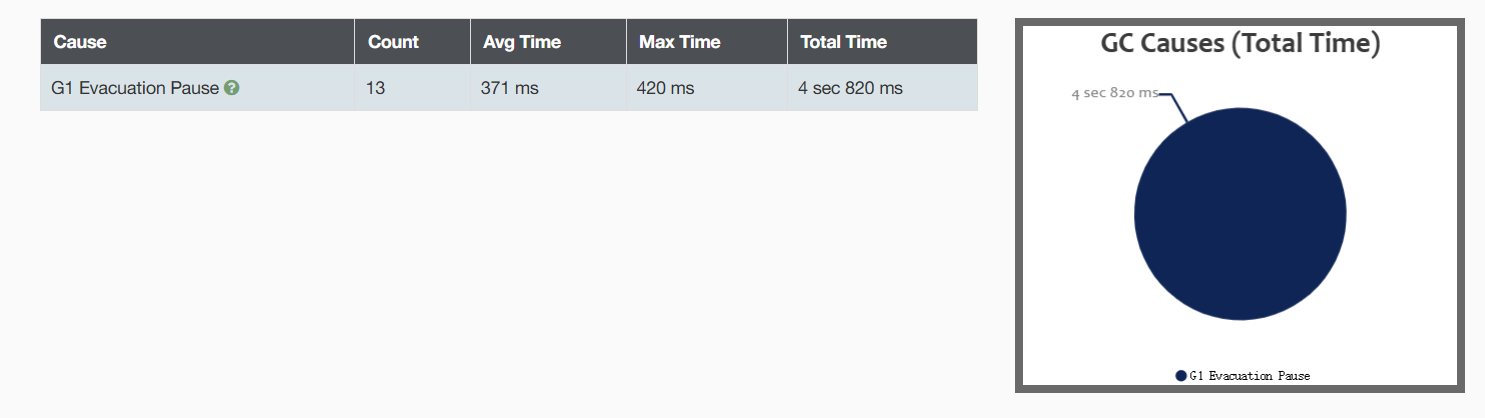 Cause Count Avg Time Max Time Total Time
G1 Evacuation Pause ? 13 371 ms 420 ms 4 sec 820 ms
GC Causes (Total Time)
4 sec 820 ms
G1 Evacuation Pause